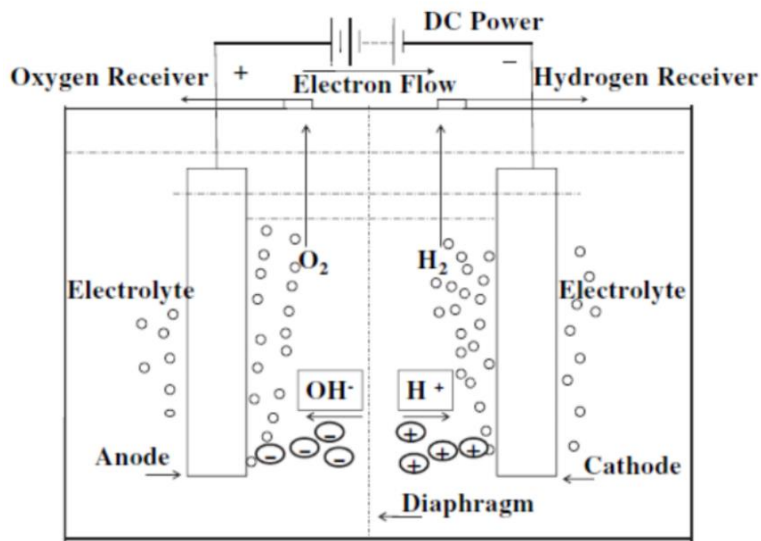 DC Power
+
−
Oxygen Receiver
Electron Flow
Hydrogen Receiver
O₂
H₂
Electrolyte
Electrolyte
OH⁻
H⁺
−
−
−
−
+
+
+
+
Anode
Cathode
Diaphragm